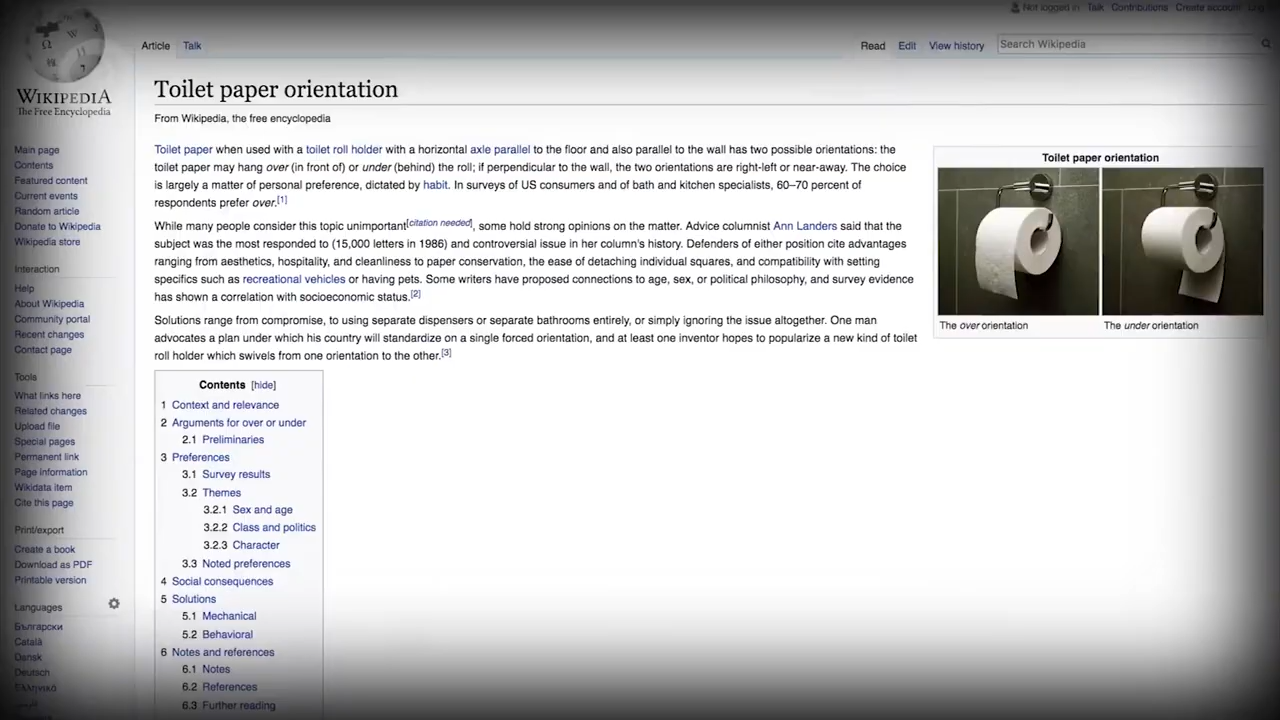 Not logged in Talk Contributions Create account
Article Talk
Read Edit View history Search Wikipedia
WIKIPEDIA
The Free Encyclopedia
Toilet paper orientation
From Wikipedia, the free encyclopedia
Toilet paper when used with a toilet roll holder with a horizontal axle parallel to the floor and also parallel to the wall has two possible orientations: the
toilet paper may hang over (in front of) or under (behind) the roll; if perpendicular to the wall, the two orientations are right-left or near-away. The choice
is largely a matter of personal preference, dictated by habit. In surveys of US consumers and of bath and kitchen specialists, 60–70 percent of
respondents prefer over.[1]
While many people consider this topic unimportant[citation needed], some hold strong opinions on the matter. Advice columnist Ann Landers said that the
subject was the most responded to (15,000 letters in 1986) and controversial issue in her column's history. Defenders of either position cite advantages
ranging from aesthetics, hospitality, and cleanliness to paper conservation, the ease of detaching individual squares, and compatibility with setting
specifics such as recreational vehicles or having pets. Some writers have proposed connections to age, sex, or political philosophy, and survey evidence
has shown a correlation with socioeconomic status.[2]
Solutions range from compromise, to using separate dispensers or separate bathrooms entirely, or simply ignoring the issue altogether. One man
advocates a plan under which his country will standardize on a single forced orientation, and at least one inventor hopes to popularize a new kind of toilet
roll holder which swivels from one orientation to the other.[3]
Toilet paper orientation
The over orientation
The under orientation
Contents [hide]
1 Context and relevance
2 Arguments for over or under
2.1 Preliminaries
3 Preferences
3.1 Survey results
3.2 Themes
3.2.1 Sex and age
3.2.2 Class and politics
3.2.3 Character
3.3 Noted preferences
4 Social consequences
5 Solutions
5.1 Mechanical
5.2 Behavioral
6 Notes and references
6.1 Notes
6.2 References
6.3 Further reading
Main page
Contents
Featured content
Current events
Random article
Donate to Wikipedia
Wikipedia store
Interaction
Help
About Wikipedia
Community portal
Recent changes
Contact page
Tools
What links here
Related changes
Upload file
Special pages
Permanent link
Page information
Wikidata item
Cite this page
Print/export
Create a book
Download as PDF
Printable version
Languages
Български
Català
Dansk
Deutsch
Ελληνικά